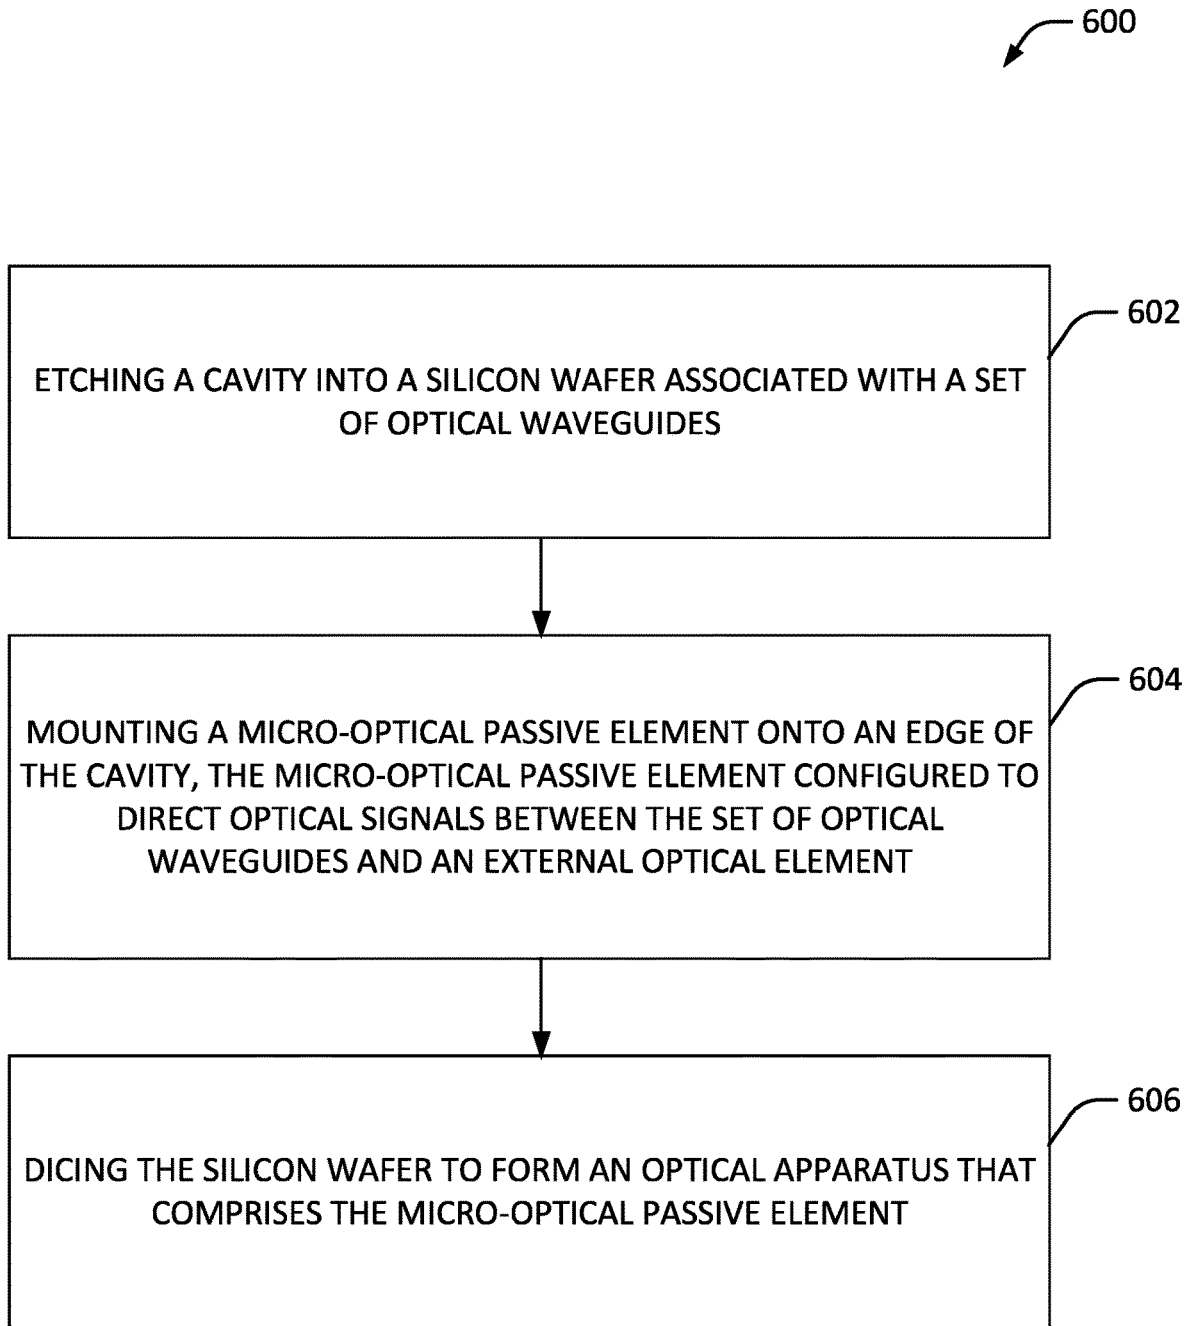 600
602
ETCHING A CAVITY INTO A SILICON WAFER ASSOCIATED WITH A SET
OF OPTICAL WAVEGUIDES
604
MOUNTING A MICRO-OPTICAL PASSIVE ELEMENT ONTO AN EDGE OF
THE CAVITY, THE MICRO-OPTICAL PASSIVE ELEMENT CONFIGURED TO
DIRECT OPTICAL SIGNALS BETWEEN THE SET OF OPTICAL
WAVEGUIDES AND AN EXTERNAL OPTICAL ELEMENT
606
DICING THE SILICON WAFER TO FORM AN OPTICAL APPARATUS THAT
COMPRISES THE MICRO-OPTICAL PASSIVE ELEMENT